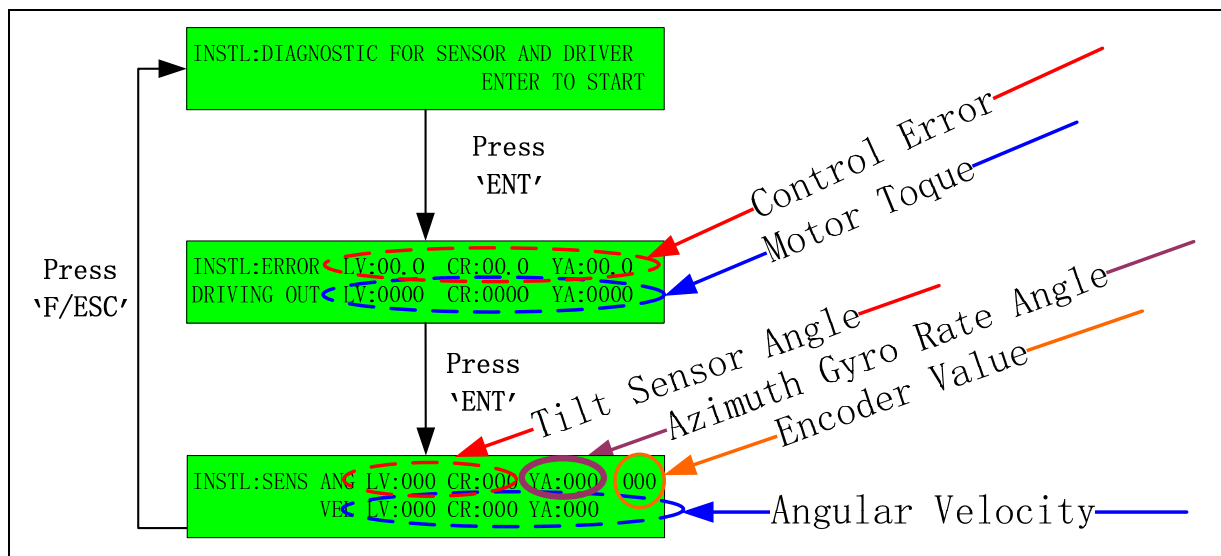 INSTL:DIAGNOSTIC FOR SENSOR AND DRIVER
ENTER TO START
Press
‘ENT’
Control Error
Motor Toque
INSTL:ERROR LV:00.0 CR:00.0 YA:00.0
DRIVING OUT LV:0000 CR:0000 YA:0000
Press
‘F/ESC’
Press
‘ENT’
Tilt Sensor Angle
Azimuth Gyro Rate Angle
Encoder Value
INSTL:SENS ANG LV:000 CR:000 YA:000 000
VEL LV:000 CR:000 YA:000
Angular Velocity